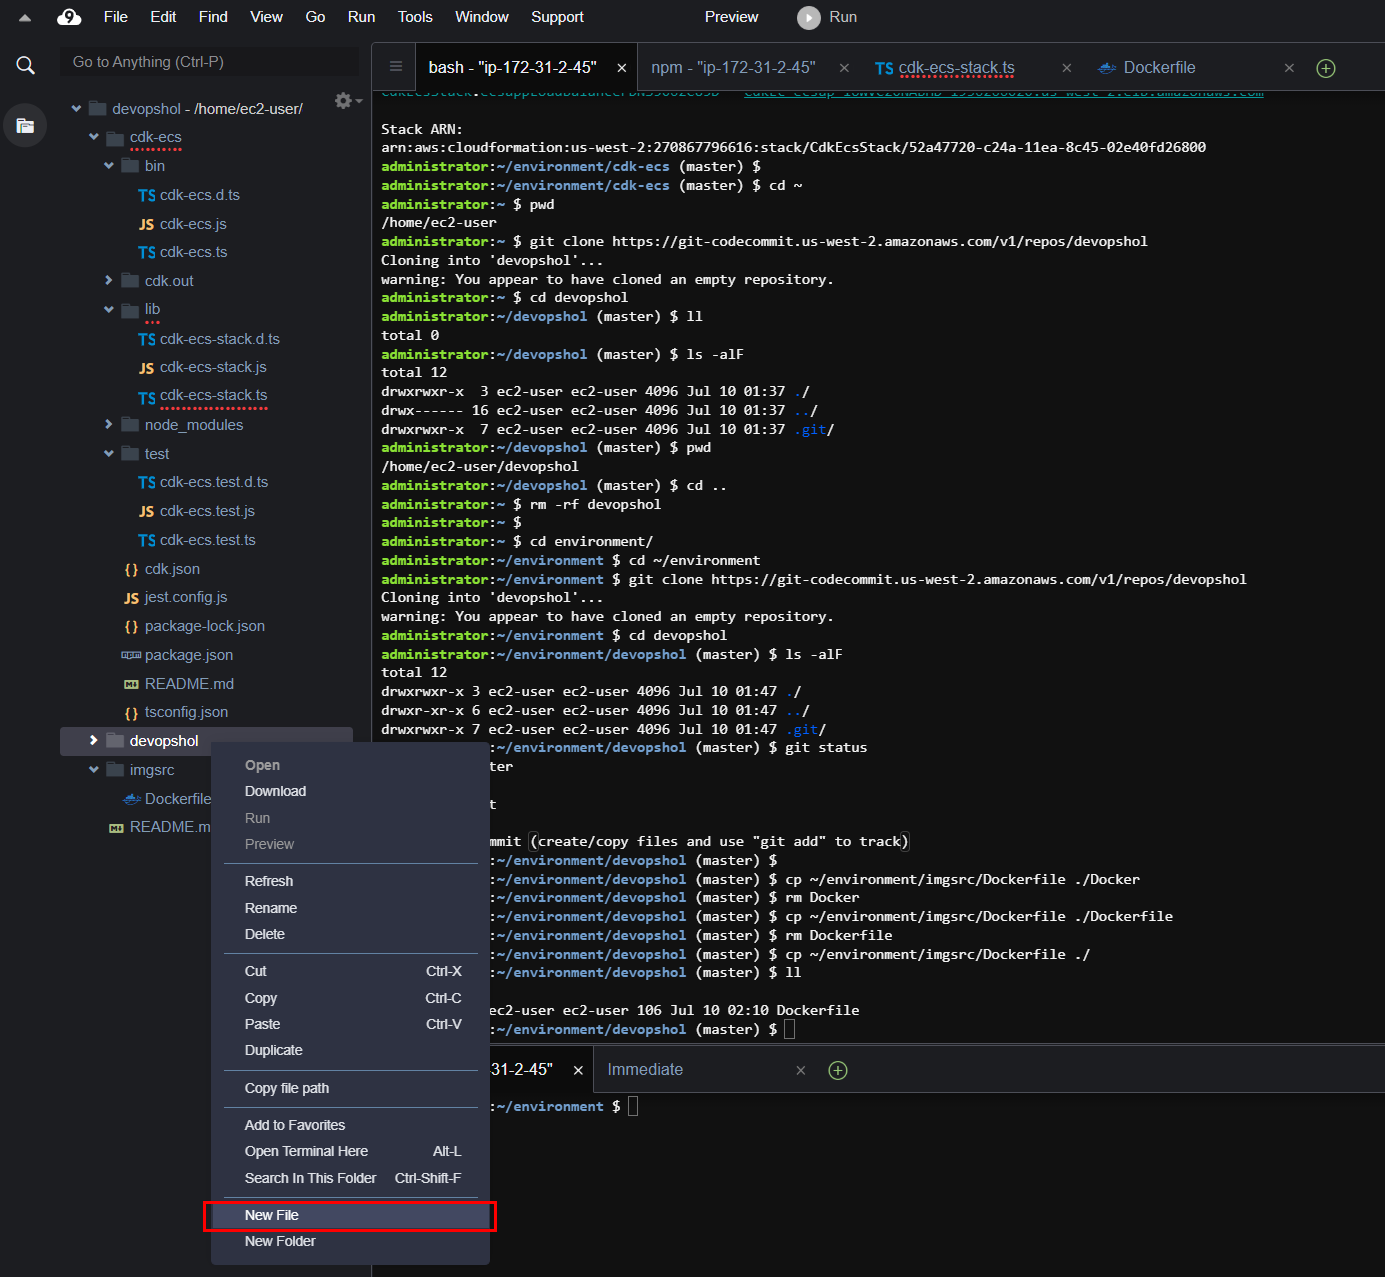 File Edit Find View Go Run Tools Window Support Preview Run
Go to Anything (Ctrl-P)
bash - "ip-172-31-2-45" × npm - "ip-172-31-2-45" × TS cdk-ecs-stack.ts × Dockerfile ×
devopshol - /home/ec2-user/
cdk-ecs
bin
TS cdk-ecs.d.ts
JS cdk-ecs.js
TS cdk-ecs.ts
cdk.out
lib
TS cdk-ecs-stack.d.ts
JS cdk-ecs-stack.js
TS cdk-ecs-stack.ts
node_modules
test
TS cdk-ecs.test.d.ts
JS cdk-ecs.test.js
TS cdk-ecs.test.ts
{} cdk.json
JS jest.config.js
{} package-lock.json
package.json
README.md
{} tsconfig.json
devopshol
imgsrc
Dockerfile
README.m
Stack ARN:
arn:aws:cloudformation:us-west-2:270867796616:stack/CdkEcsStack/52a47720-c24a-11ea-8c45-02e40fd26800
administrator:~/environment/cdk-ecs (master) $
administrator:~/environment/cdk-ecs (master) $ cd ~
administrator:~ $ pwd
/home/ec2-user
administrator:~ $ git clone https://git-codecommit.us-west-2.amazonaws.com/v1/repos/devopshol
Cloning into 'devopshol'...
warning: You appear to have cloned an empty repository.
administrator:~ $ cd devopshol
administrator:~/devopshol (master) $ ll
total 0
administrator:~/devopshol (master) $ ls -alF
total 12
drwxrwxr-x  3 ec2-user ec2-user 4096 Jul 10 01:37 ./
drwx------ 16 ec2-user ec2-user 4096 Jul 10 01:37 ../
drwxrwxr-x  7 ec2-user ec2-user 4096 Jul 10 01:37 .git/
administrator:~/devopshol (master) $ pwd
/home/ec2-user/devopshol
administrator:~/devopshol (master) $ cd ..
administrator:~ $ rm -rf devopshol
administrator:~ $
administrator:~ $ cd environment/
administrator:~/environment $ cd ~/environment
administrator:~/environment $ git clone https://git-codecommit.us-west-2.amazonaws.com/v1/repos/devopshol
Cloning into 'devopshol'...
warning: You appear to have cloned an empty repository.
administrator:~/environment $ cd devopshol
administrator:~/environment/devopshol (master) $ ls -alF
total 12
drwxrwxr-x 3 ec2-user ec2-user 4096 Jul 10 01:47 ./
drwxr-xr-x 6 ec2-user ec2-user 4096 Jul 10 01:47 ../
drwxrwxr-x 7 ec2-user ec2-user 4096 Jul 10 01:47 .git/
:~/environment/devopshol (master) $ git status
ter
t
mmit (create/copy files and use "git add" to track)
:~/environment/devopshol (master) $
:~/environment/devopshol (master) $ cp ~/environment/imgsrc/Dockerfile ./Docker
:~/environment/devopshol (master) $ rm Docker
:~/environment/devopshol (master) $ cp ~/environment/imgsrc/Dockerfile ./Dockerfile
:~/environment/devopshol (master) $ rm Dockerfile
:~/environment/devopshol (master) $ cp ~/environment/imgsrc/Dockerfile ./
:~/environment/devopshol (master) $ ll
ec2-user ec2-user 106 Jul 10 02:10 Dockerfile
:~/environment/devopshol (master) $
31-2-45" × Immediate ×
:~/environment $
Open
Download
Run
Preview
Refresh
Rename
Delete
Cut Ctrl-X
Copy Ctrl-C
Paste Ctrl-V
Duplicate
Copy file path
Add to Favorites
Open Terminal Here Alt-L
Search In This Folder Ctrl-Shift-F
New File
New Folder